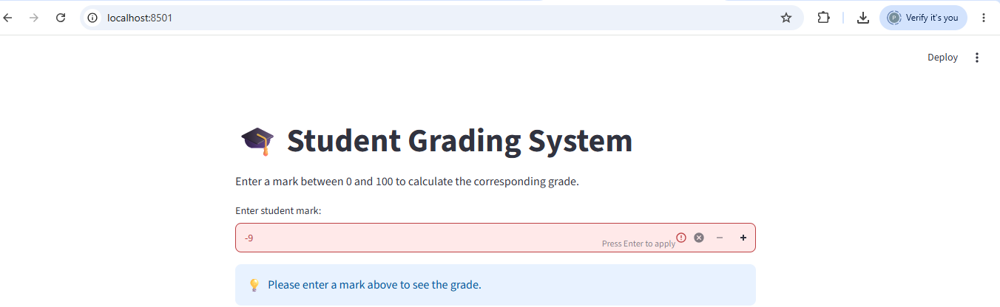 localhost:8501
P
Verify it's you
Deploy
Student Grading System
Enter a mark between 0 and 100 to calculate the corresponding grade.
Enter student mark:
-9
Press Enter to apply
Please enter a mark above to see the grade.